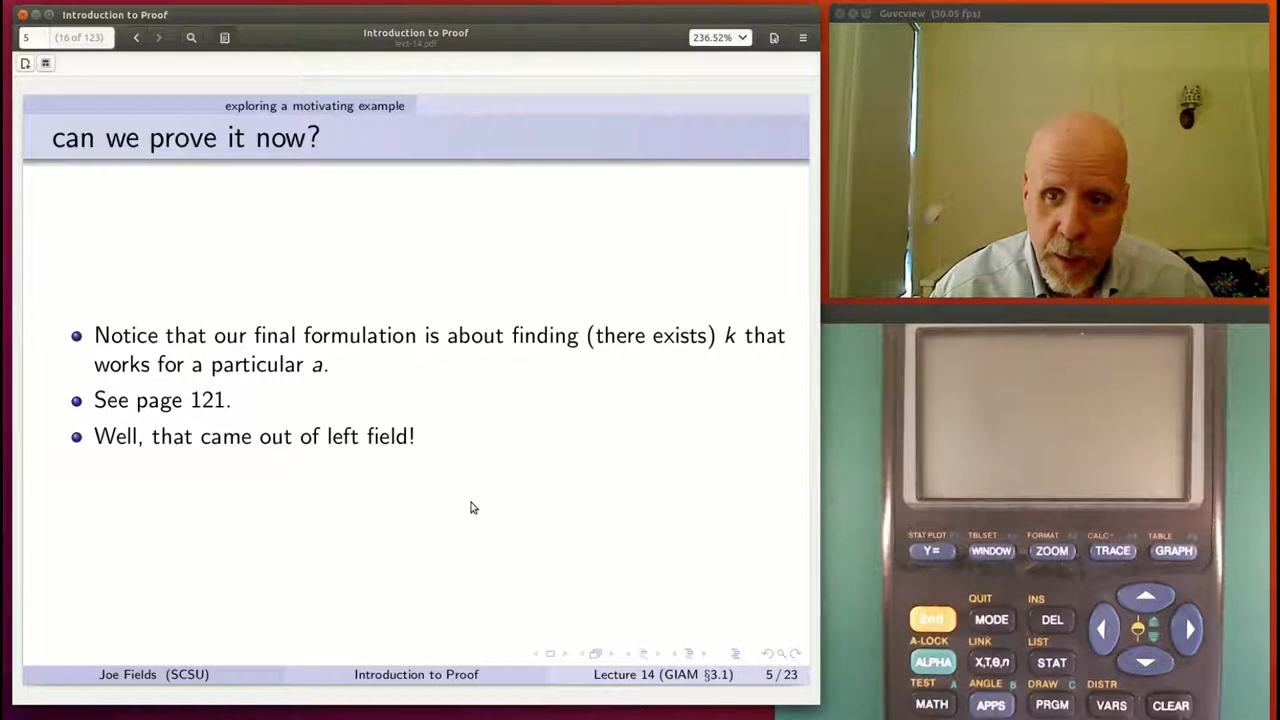 Introduction to Proof
5
(16 of 123)
Introduction to Proof
lect-14.pdf
236.52%
exploring a motivating example
can we prove it now?
Notice that our final formulation is about finding (there exists) k that
works for a particular a.
See page 121.
Well, that came out of left field!
Joe Fields (SCSU)
Introduction to Proof
Lecture 14 (GIAM §3.1)
5 / 23
Guvcview (30.05 fps)
STAT PLOT
TBLSET
FORMAT
CALC
TABLE
Y=
WINDOW
ZOOM
TRACE
GRAPH
QUIT
INS
2nd
MODE
DEL
A-LOCK
LINK
LIST
ALPHA
X,T,θ,n
STAT
TEST A
ANGLE B
DRAW C
DISTR
MATH
APPS
PRGM
VARS
CLEAR